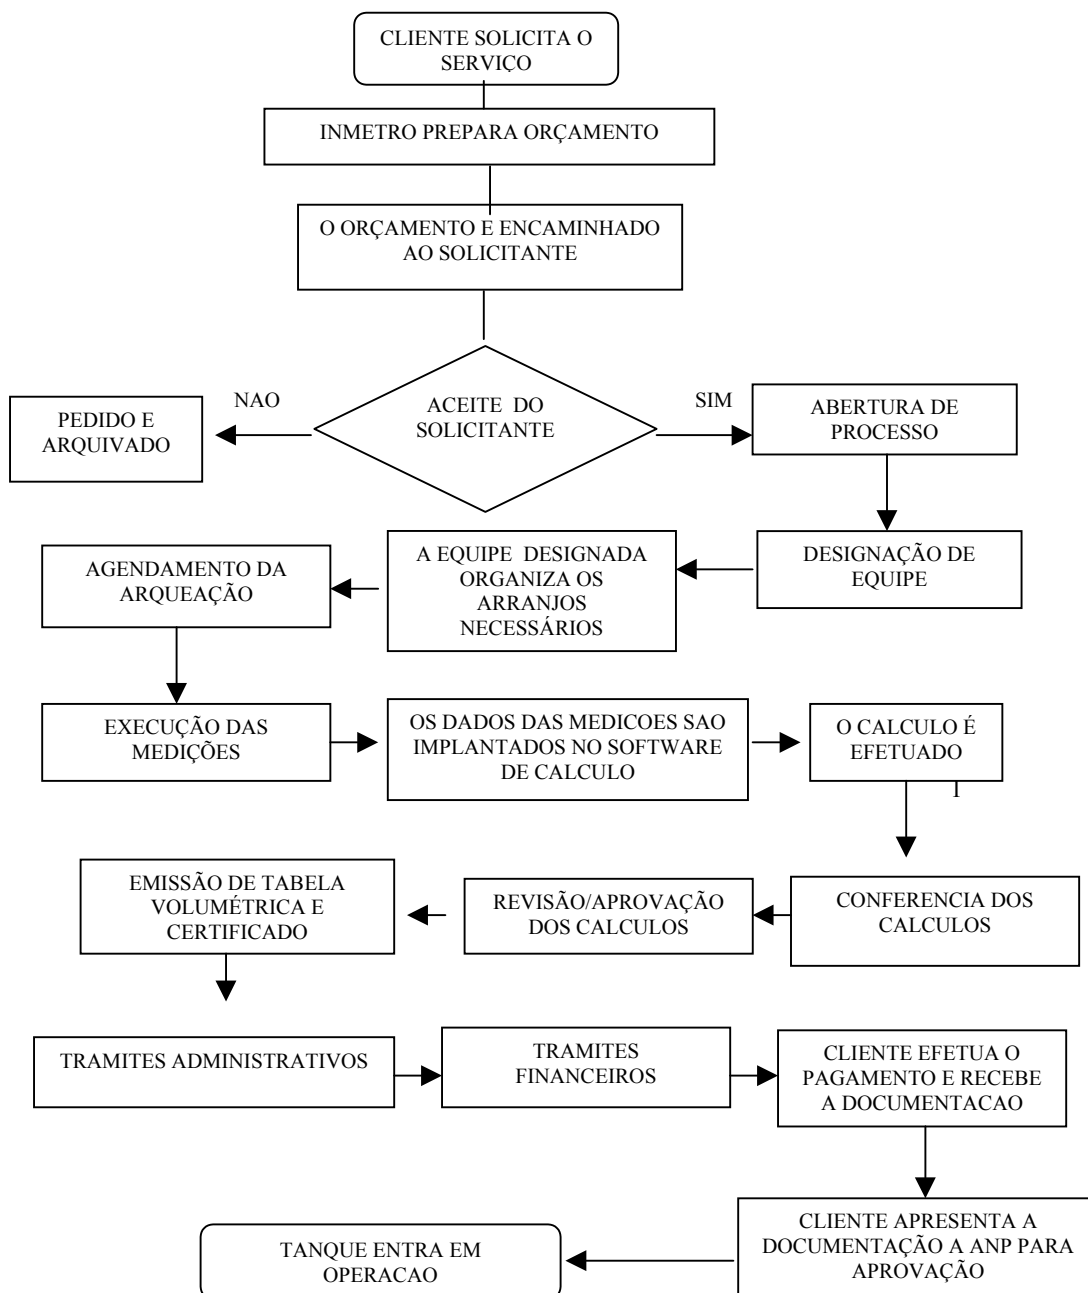 CLIENTE SOLICITA O
SERVIÇO
INMETRO PREPARA ORÇAMENTO
O ORÇAMENTO E ENCAMINHADO
AO SOLICITANTE
NAO
ACEITE DO
SOLICITANTE
SIM
PEDIDO E
ARQUIVADO
ABERTURA DE
PROCESSO
DESIGNAÇÃO DE
EQUIPE
A EQUIPE DESIGNADA
ORGANIZA OS
ARRANJOS
NECESSÁRIOS
AGENDAMENTO DA
ARQUEAÇÃO
EXECUÇÃO DAS
MEDIÇÕES
OS DADOS DAS MEDICOES SAO
IMPLANTADOS NO SOFTWARE
DE CALCULO
O CALCULO É
EFETUADO
I
CONFERENCIA DOS
CALCULOS
REVISÃO/APROVAÇÃO
DOS CALCULOS
EMISSÃO DE TABELA
VOLUMÉTRICA E
CERTIFICADO
TRAMITES ADMINISTRATIVOS
TRAMITES
FINANCEIROS
CLIENTE EFETUA O
PAGAMENTO E RECEBE
A DOCUMENTACAO
CLIENTE APRESENTA A
DOCUMENTAÇÃO A ANP PARA
APROVAÇÃO
TANQUE ENTRA EM
OPERACAO